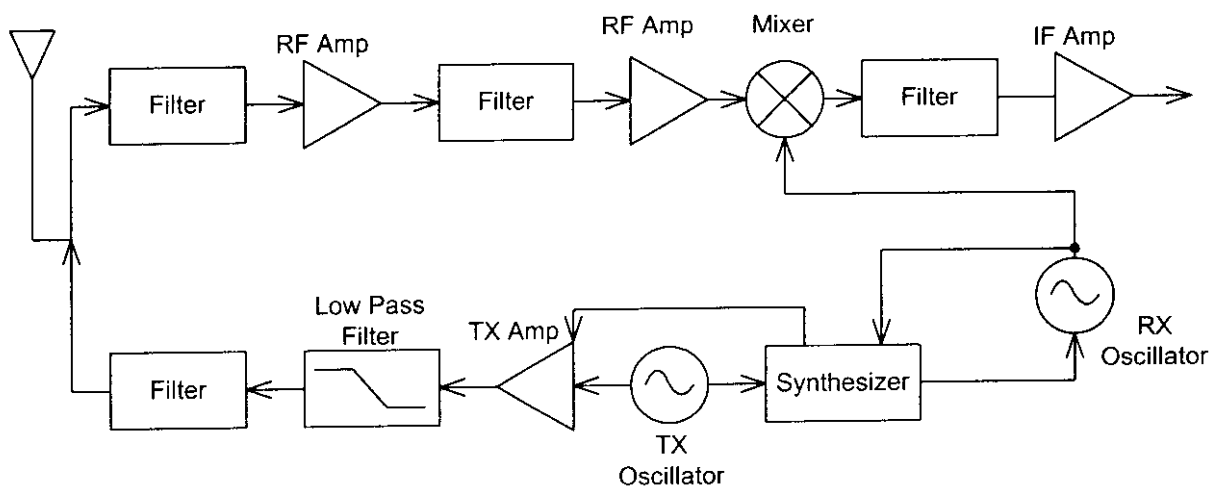 RF Amp
RF Amp
Mixer
IF Amp
Filter
Filter
Filter
Low Pass
Filter
TX Amp
RX
Oscillator
Filter
Synthesizer
TX
Oscillator